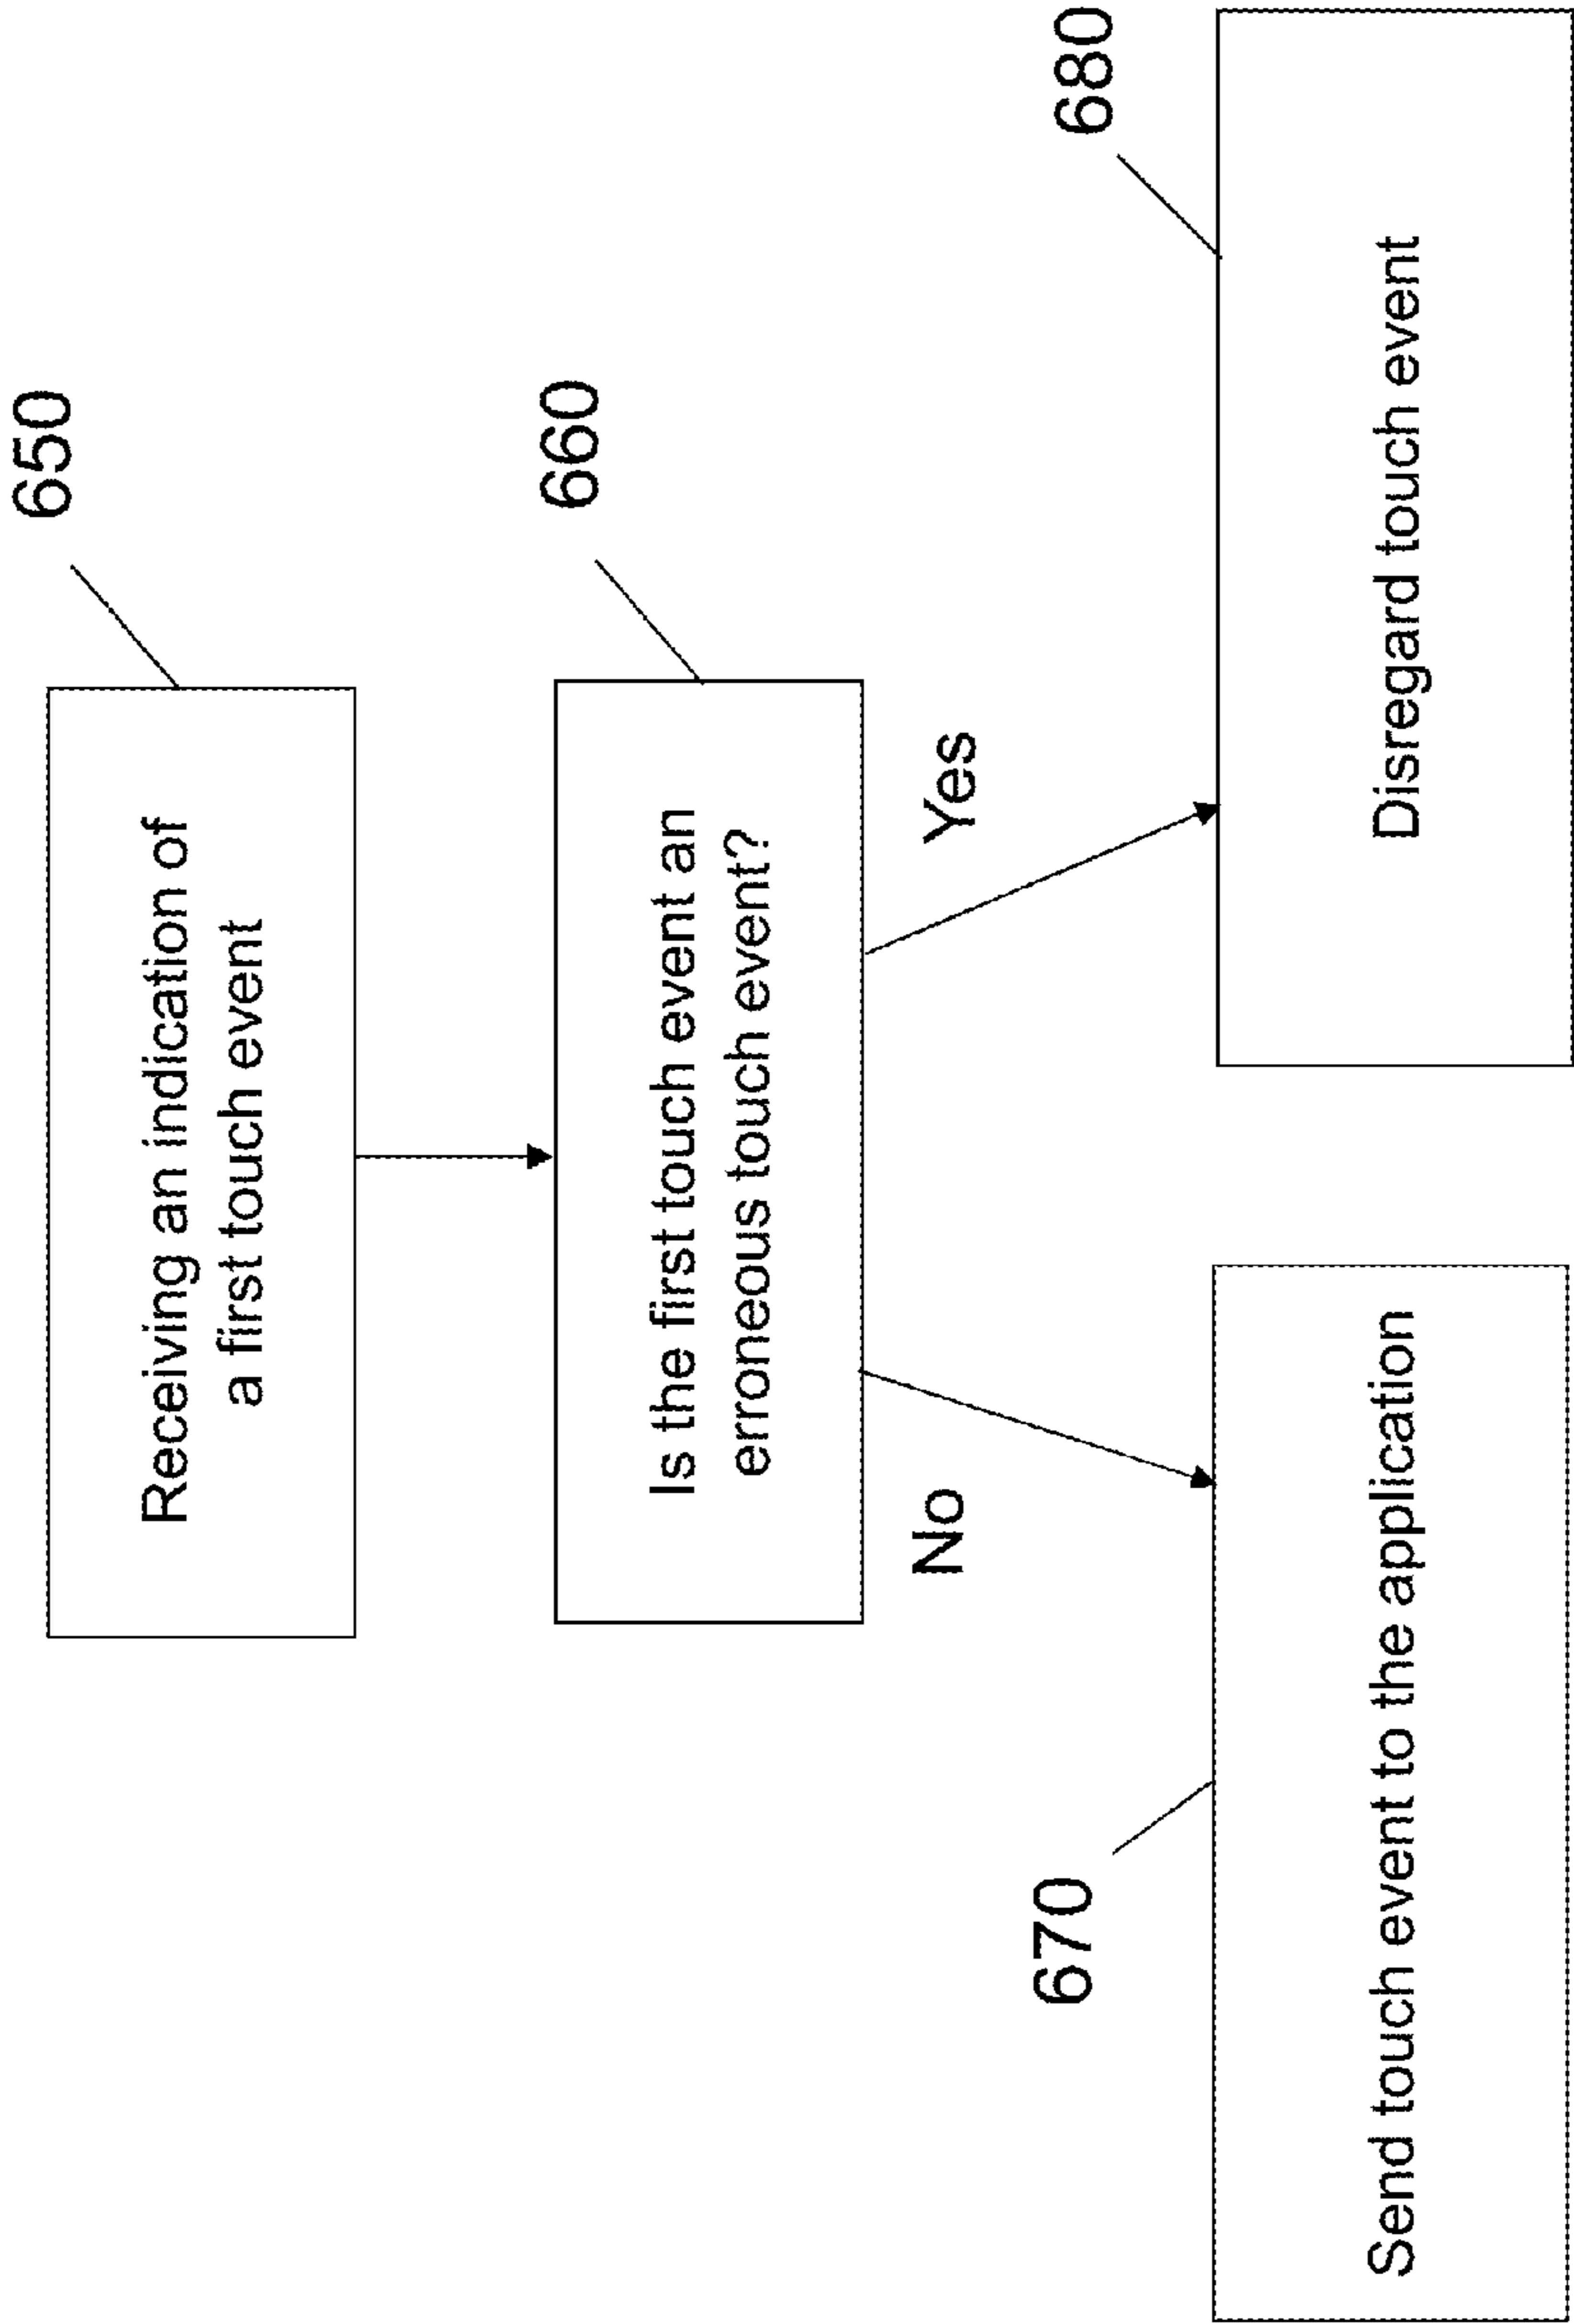 650
Receiving an indication of
a first touch event
660
Is the first touch event an
erroneous touch event?
No
Yes
670
Send touch event to the application
680
Disregard touch event